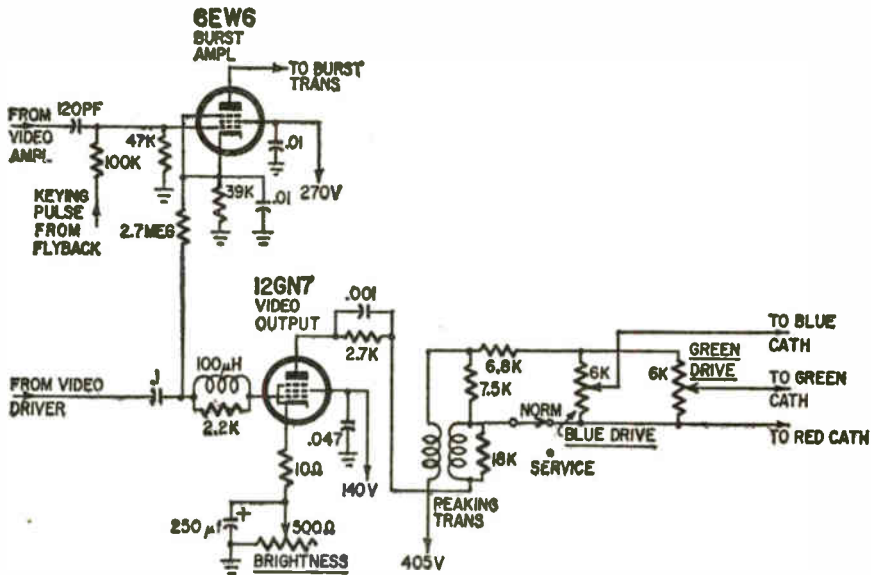 6EW6
BURST
AMPL
TO BURST
TRANS
FROM
VIDEO
AMPL
120PF
47K
100K
.01
KEYING
PULSE
FROM
FLYBACK
39K
.01
270V
2.7MEG
12GN7
VIDEO
OUTPUT
.001
2.7K
100μH
FROM VIDEO
DRIVER
.1
2.2K
.047
10Ω
140V
250 μf
+
500Ω
BRIGHTNESS
6.8K
7.5K
6K
6K
TO BLUE
CATH
GREEN
DRIVE
TO GREEN
CATH
NORM
BLUE DRIVE
TO RED CATH
18K
SERVICE
PEAKING
TRANS
405V